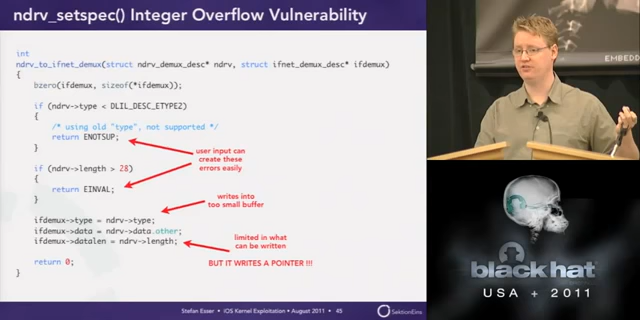 ndrv_setspec() Integer Overflow Vulnerability
int
ndrv_to_ifnet_demux(struct ndrv_demux_desc* ndrv, struct ifnet_demux_desc* ifdemux)
{
bzero(ifdemux, sizeof(*ifdemux));
if (ndrv->type < DLIL_DESC_ETYPE2)
{
/* using old "type", not supported */
return ENOTSUP;
}
if (ndrv->length > 28)
{
return EINVAL;
}
ifdemux->type = ndrv->type;
ifdemux->data = ndrv->data.other;
ifdemux->datalen = ndrv->length;
return 0;
}
user input can
create these
errors easily
writes into
too small buffer
limited in what
can be written
BUT IT WRITES A POINTER !!!
Stefan Esser • iOS Kernel Exploitation • August 2011 • 45
SektionEins
EMBEDD
black hat
USA + 2011